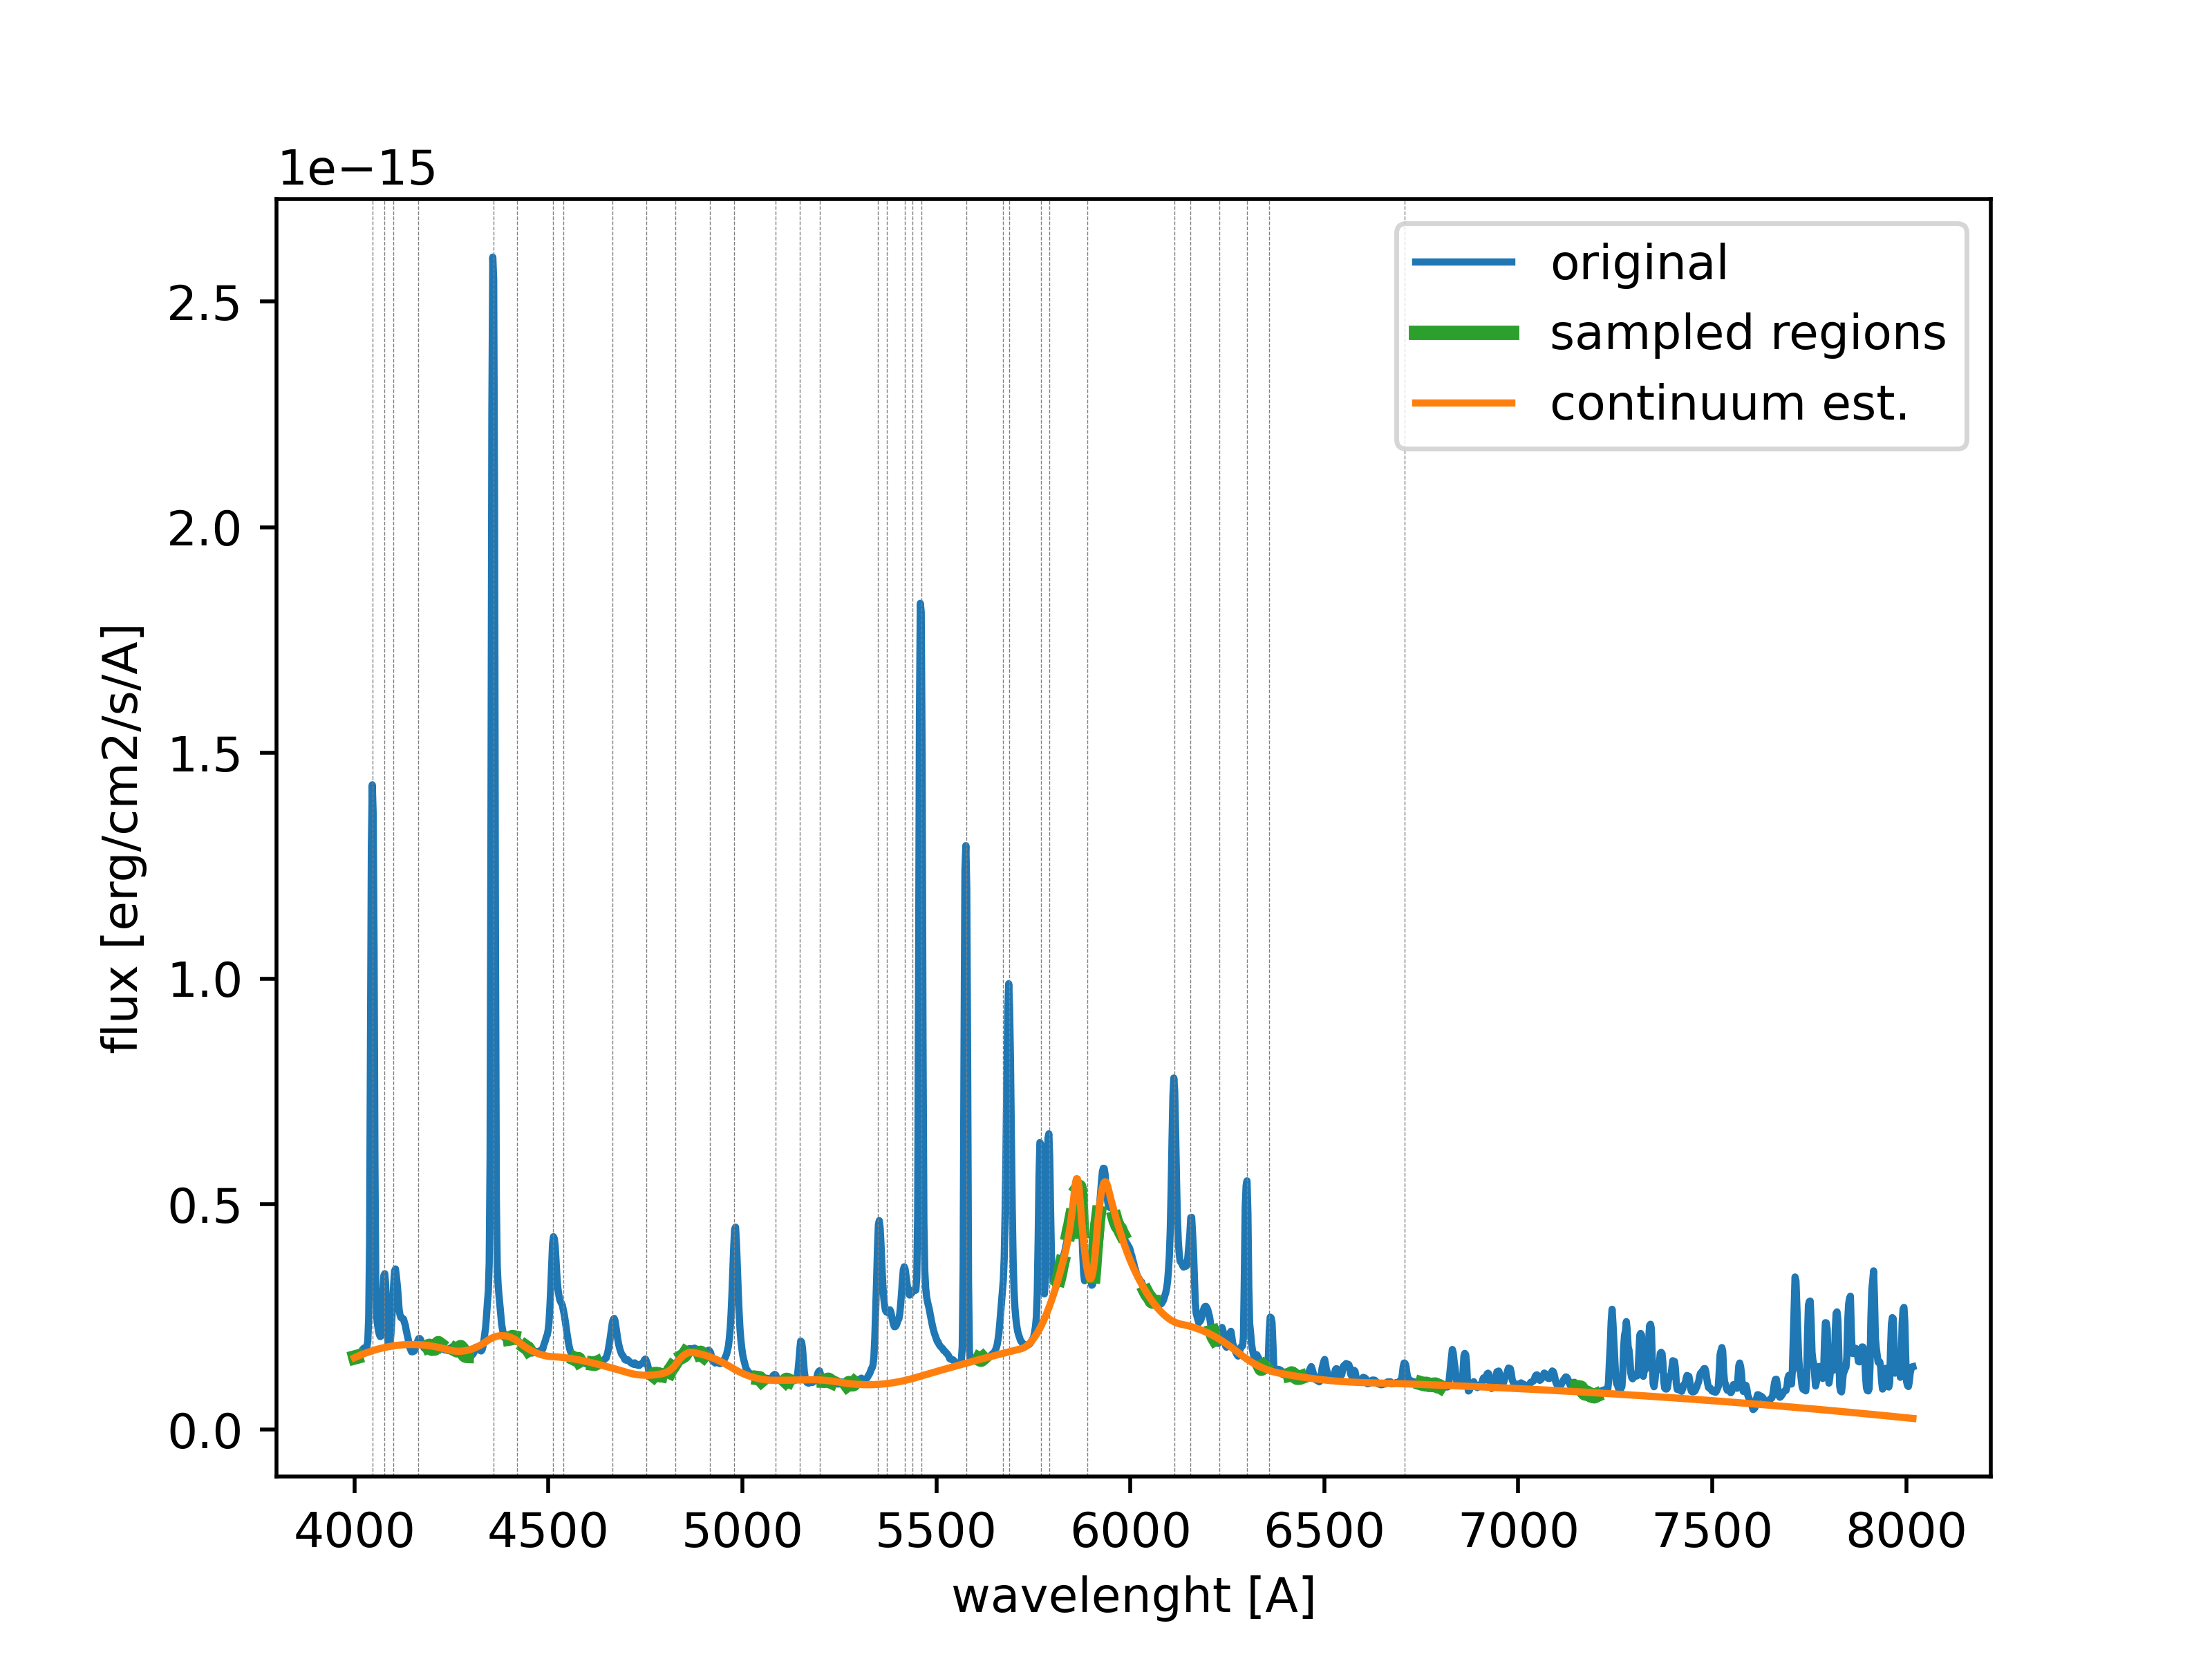 1e−15
2.5
2.0
1.5
1.0
0.5
0.0
flux [erg/cm2/s/A]
original
sampled regions
continuum est.
4000 4500 5000 5500 6000 6500 7000 7500 8000
wavelenght [A]